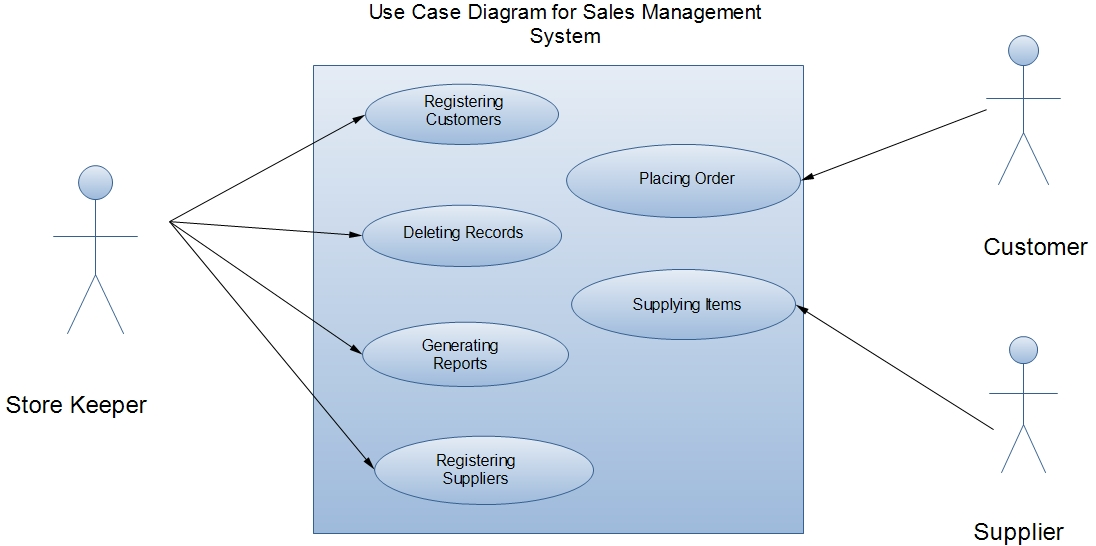 Use Case Diagram for Sales Management
System
Registering
Customers
Placing Order
Deleting Records
Customer
Supplying Items
Generating
Reports
Store Keeper
Registering
Suppliers
Supplier